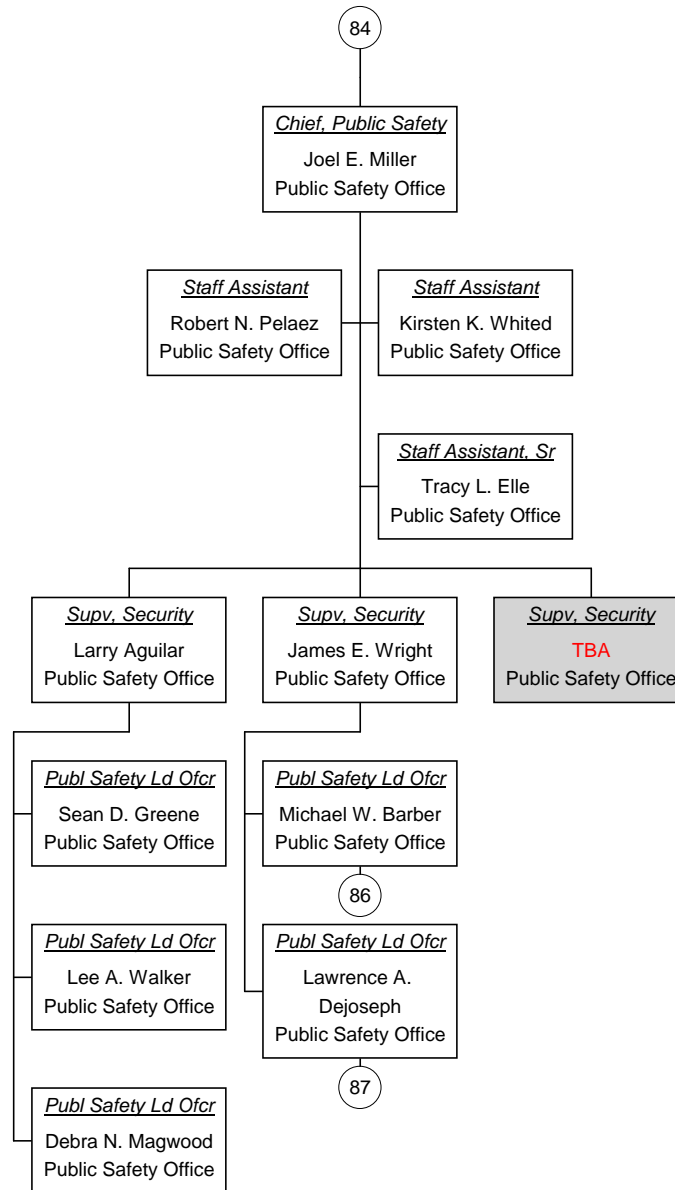 84
Chief, Public Safety
Joel E. Miller
Public Safety Office
Staff Assistant
Robert N. Pelaez
Public Safety Office
Staff Assistant
Kirsten K. Whited
Public Safety Office
Staff Assistant, Sr
Tracy L. Elle
Public Safety Office
Supv, Security
Larry Aguilar
Public Safety Office
Supv, Security
James E. Wright
Public Safety Office
Supv, Security
TBA
Public Safety Office
Publ Safety Ld Ofcr
Sean D. Greene
Public Safety Office
Publ Safety Ld Ofcr
Lee A. Walker
Public Safety Office
Publ Safety Ld Ofcr
Debra N. Magwood
Public Safety Office
Publ Safety Ld Ofcr
Michael W. Barber
Public Safety Office
86
Publ Safety Ld Ofcr
Lawrence A.
Dejoseph
Public Safety Office
87